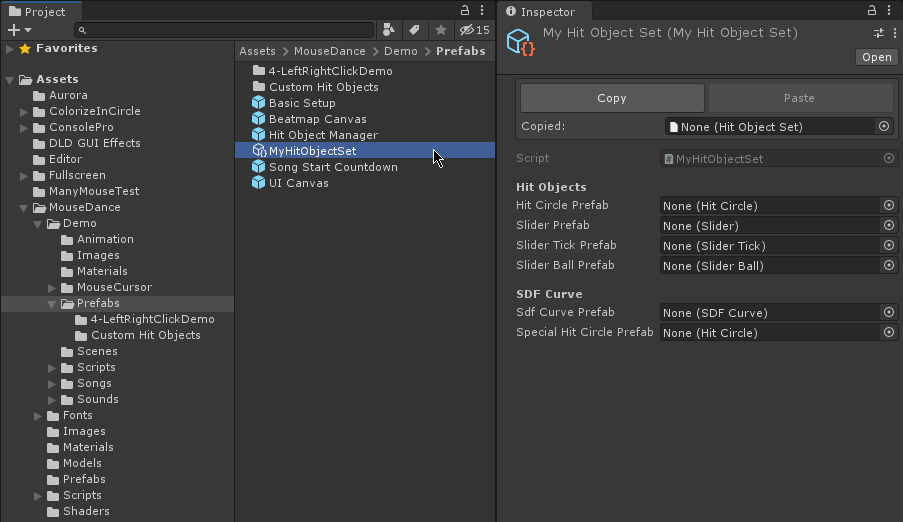 Project
15
Favorites
Assets
Aurora
ColorizeInCircle
ConsolePro
DLD GUI Effects
Editor
Fullscreen
ManyMouseTest
MouseDance
Demo
Animation
Images
Materials
MouseCursor
Prefabs
4-LeftRightClickDemo
Custom Hit Objects
Scenes
Scripts
Songs
Sounds
Fonts
Images
Materials
Models
Prefabs
Scripts
Shaders
Assets > MouseDance > Demo > Prefabs
4-LeftRightClickDemo
Custom Hit Objects
Basic Setup
Beatmap Canvas
Hit Object Manager
MyHitObjectSet
Song Start Countdown
UI Canvas
Inspector
My Hit Object Set (My Hit Object Set)
Open
Copy Paste
Copied: None (Hit Object Set)
Script # MyHitObjectSet
Hit Objects
Hit Circle Prefab None (Hit Circle)
Slider Prefab None (Slider)
Slider Tick Prefab None (Slider Tick)
Slider Ball Prefab None (Slider Ball)
SDF Curve
Sdf Curve Prefab None (SDF Curve)
Special Hit Circle Prefab None (Hit Circle)